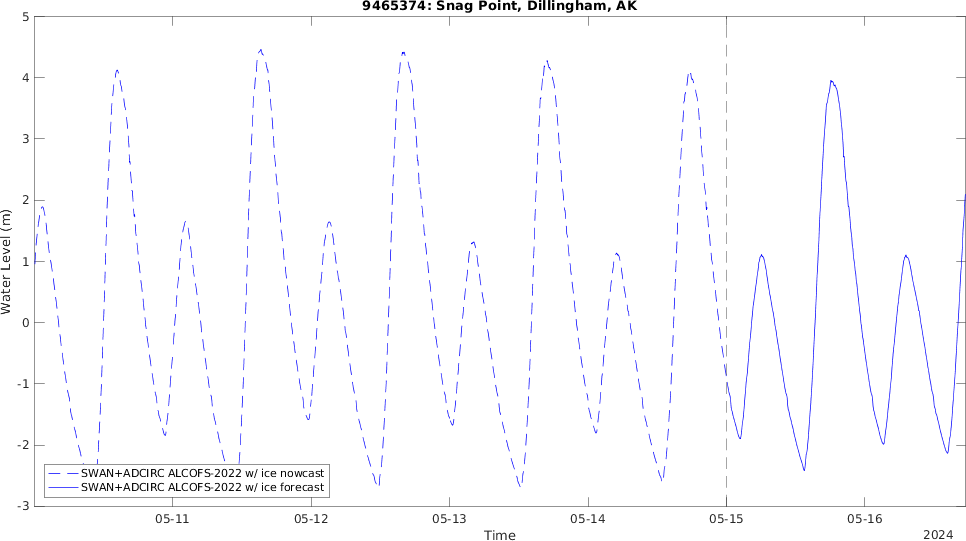 9465374: Snag Point, Dillingham, AK
5
4
3
2
1
0
-1
-2
-3
Water Level (m)
SWAN+ADCIRC ALCOFS-2022 w/ ice nowcast
SWAN+ADCIRC ALCOFS-2022 w/ ice forecast
05-11 05-12 05-13 05-14 05-15 05-16
Time
2024